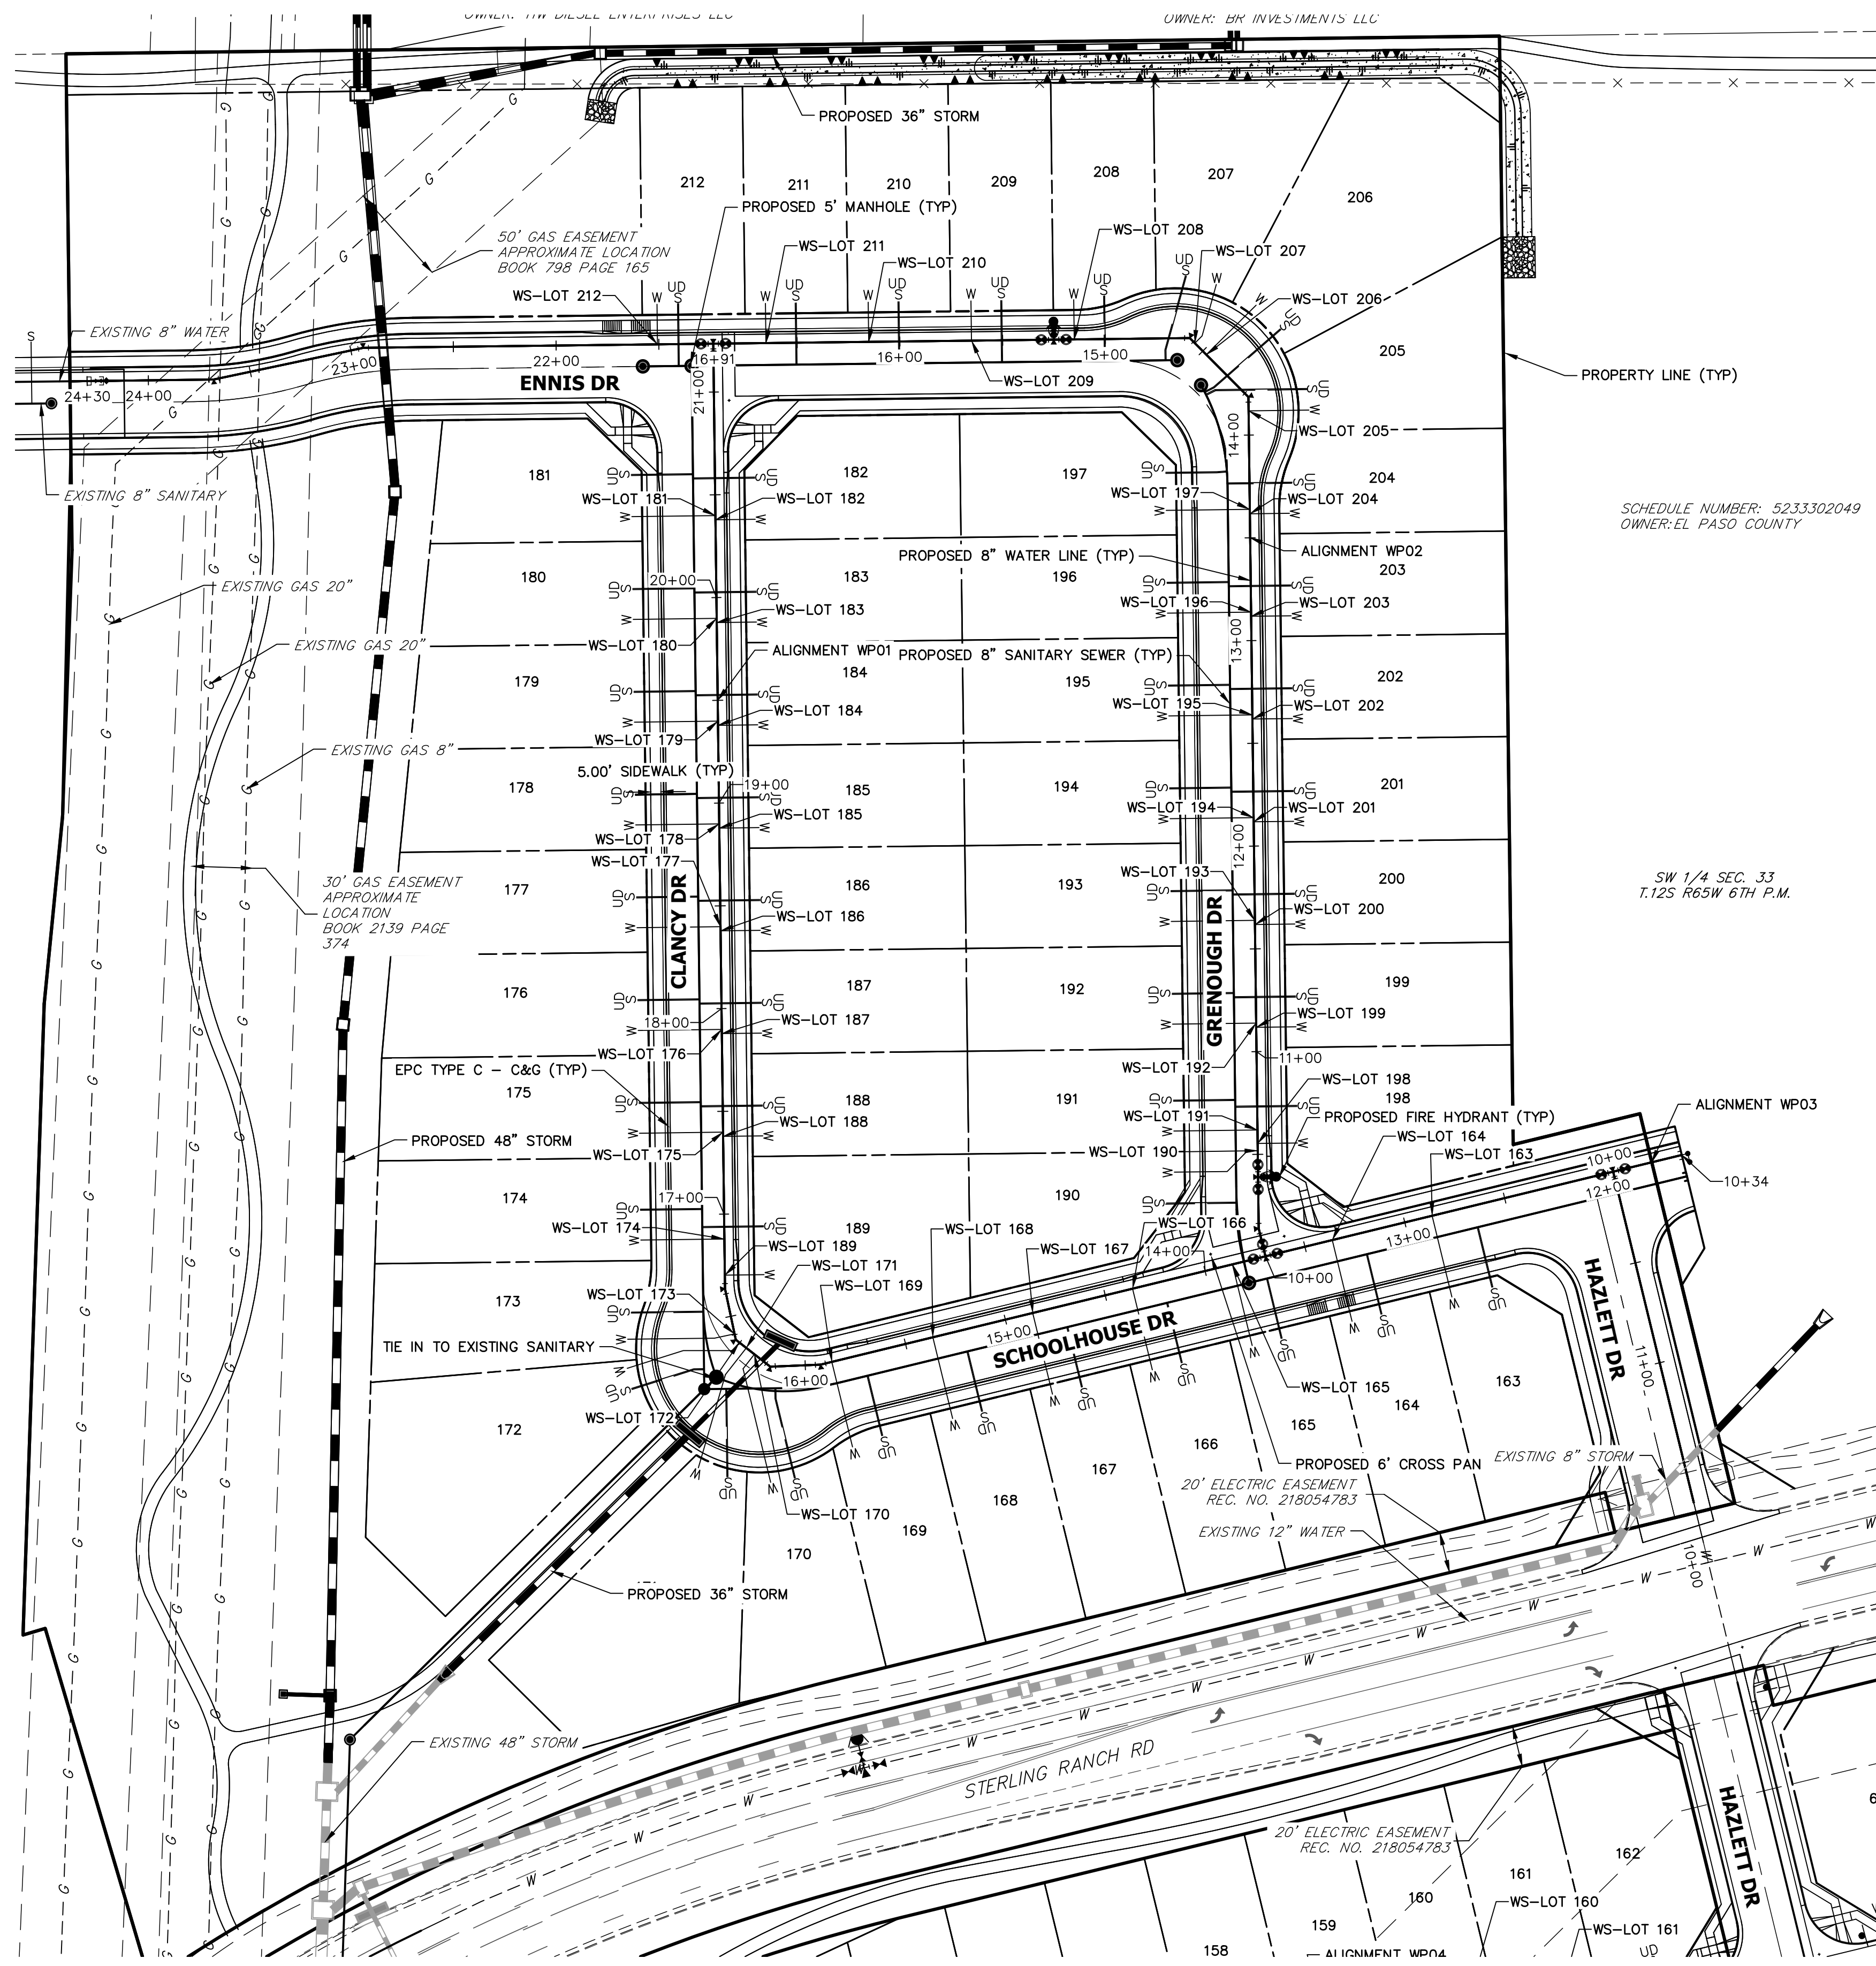 OWNER: HW DIESEL ENTERPRISES LLC
OWNER: BR INVESTMENTS LLC
PROPOSED 36" STORM
212
211
210
209
208
207
206
PROPOSED 5' MANHOLE (TYP)
50' GAS EASEMENT
APPROXIMATE LOCATION
BOOK 798 PAGE 165
WS-LOT 211
WS-LOT 210
WS-LOT 208
WS-LOT 207
WS-LOT 212
WS-LOT 206
EXISTING 8" WATER
205
23+00
22+00
16+91
16+00
15+00
ENNIS DR
WS-LOT 209
PROPERTY LINE (TYP)
24+30
24+00
21+00
14+00
WS-LOT 205
EXISTING 8" SANITARY
181
182
197
204
WS-LOT 181
WS-LOT 182
WS-LOT 197
WS-LOT 204
SCHEDULE NUMBER: 5233302049
OWNER:EL PASO COUNTY
PROPOSED 8" WATER LINE (TYP)
ALIGNMENT WP02
180
183
196
203
20+00
EXISTING GAS 20"
WS-LOT 183
WS-LOT 196
WS-LOT 203
EXISTING GAS 20"
WS-LOT 180
ALIGNMENT WP01
PROPOSED 8" SANITARY SEWER (TYP)
13+00
179
184
195
202
WS-LOT 184
WS-LOT 195
WS-LOT 202
WS-LOT 179
EXISTING GAS 8"
5.00' SIDEWALK (TYP)
178
19+00
185
194
201
WS-LOT 185
WS-LOT 194
WS-LOT 201
WS-LOT 178
12+00
WS-LOT 177
WS-LOT 193
177
186
193
200
30' GAS EASEMENT
APPROXIMATE
LOCATION
BOOK 2139 PAGE
374
SW 1/4 SEC. 33
T.12S R65W 6TH P.M.
WS-LOT 186
WS-LOT 200
CLANCY DR
GRENOUGH DR
176
187
192
199
18+00
WS-LOT 187
WS-LOT 199
WS-LOT 176
11+00
EPC TYPE C - C&G (TYP)
WS-LOT 192
WS-LOT 198
175
188
191
198
WS-LOT 188
WS-LOT 191
PROPOSED FIRE HYDRANT (TYP)
ALIGNMENT WP03
PROPOSED 48" STORM
WS-LOT 175
WS-LOT 190
WS-LOT 164
WS-LOT 163
10+00
10+34
12+00
174
17+00
190
WS-LOT 174
189
WS-LOT 168
WS-LOT 166
WS-LOT 189
WS-LOT 167
14+00
13+00
WS-LOT 171
WS-LOT 169
10+00
173
WS-LOT 173
HAZLETT DR
TIE IN TO EXISTING SANITARY
15+00
SCHOOLHOUSE DR
16+00
11+00
WS-LOT 165
163
164
WS-LOT 172
172
165
166
167
PROPOSED 6' CROSS PAN
EXISTING 8" STORM
20' ELECTRIC EASEMENT
REC. NO. 218054783
168
WS-LOT 170
169
EXISTING 12" WATER
170
10+00
PROPOSED 36" STORM
EXISTING 48" STORM
STERLING RANCH RD
HAZLETT DR
20' ELECTRIC EASEMENT
REC. NO. 218054783
162
161
160
159
158
WS-LOT 160
WS-LOT 161
ALIGNMENT WP04
UD